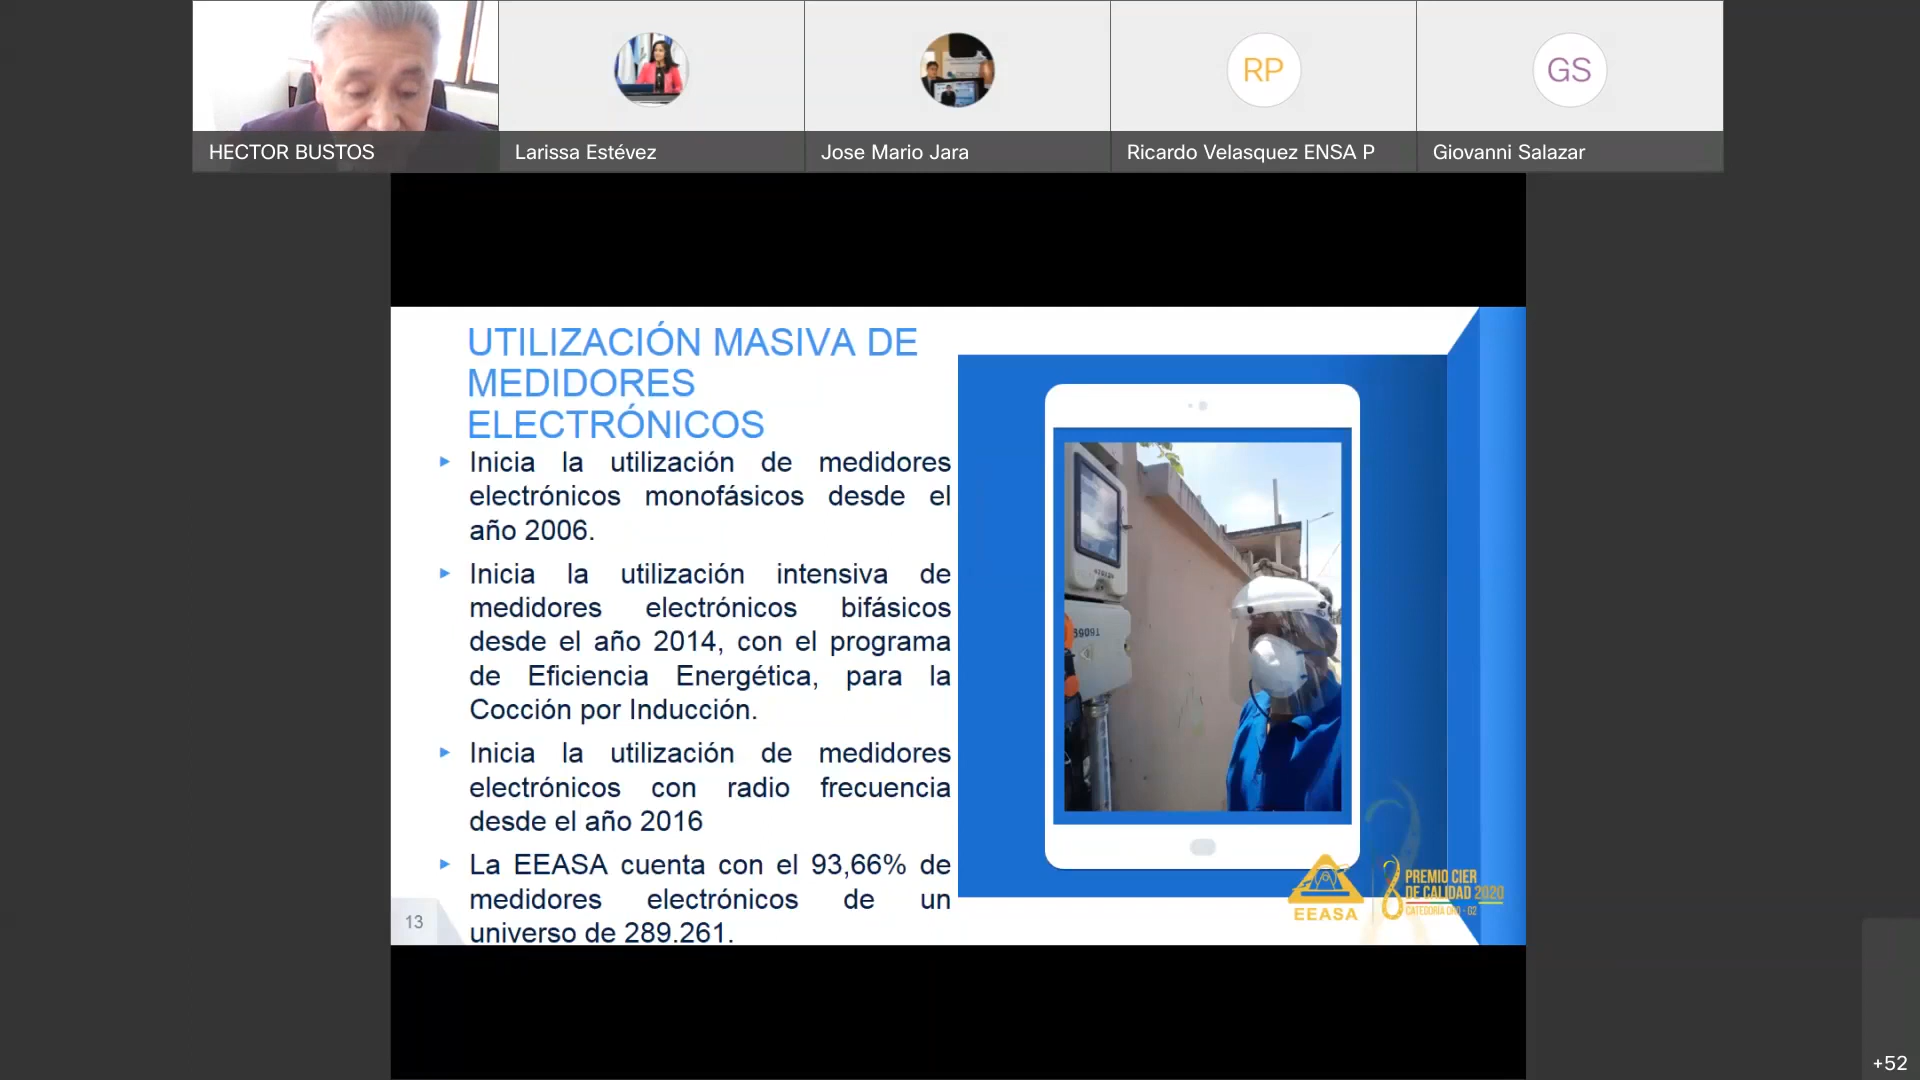 HECTOR BUSTOS
Larissa Estévez
Jose Mario Jara
RP
Ricardo Velasquez ENSA P
GS
Giovanni Salazar
UTILIZACIÓN MASIVA DE
MEDIDORES
ELECTRÓNICOS
Inicia la utilización de medidores
electrónicos monofásicos desde el
año 2006.
Inicia la utilización intensiva de
medidores electrónicos bifásicos
desde el año 2014, con el programa
de Eficiencia Energética, para la
Cocción por Inducción.
Inicia la utilización de medidores
electrónicos con radio frecuencia
desde el año 2016
La EEASA cuenta con el 93,66% de
medidores electrónicos de un
universo de 289.261.
13
EEASA
PREMIO CIER
DE CALIDAD 2020
CATEGORÍA ORO - G2
+52